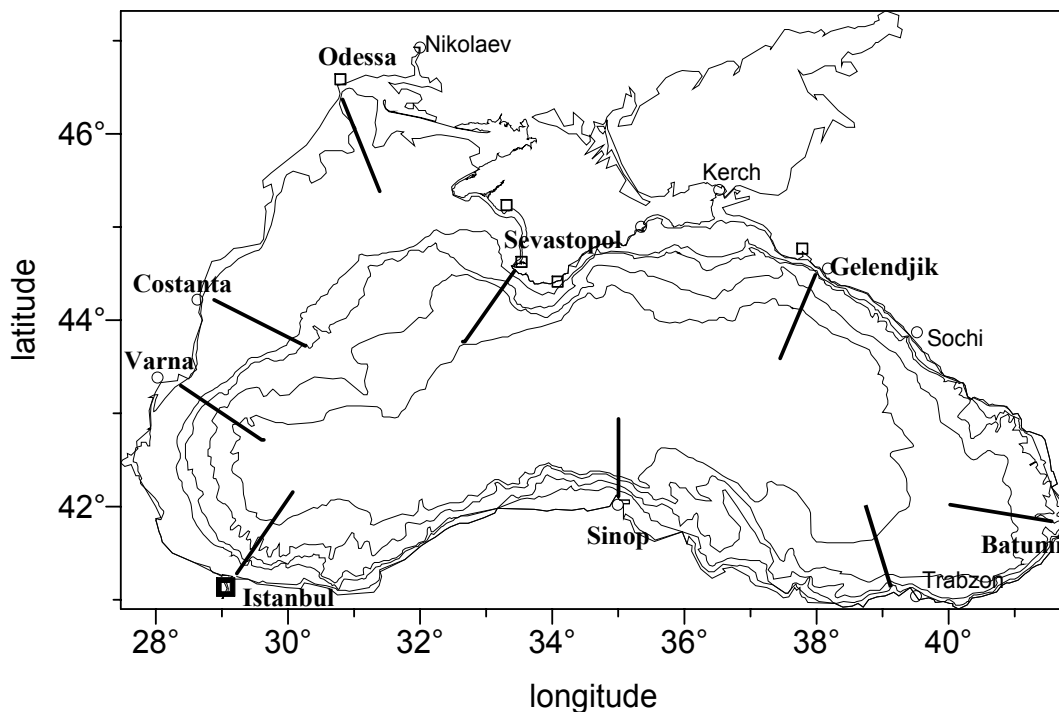 Odessa
Nikolaev
46°
Kerch
Sevastopol
Gelendjik
Costanta
44°
Sochi
Varna
latitude
42°
Sinop
Batumi
Trabzon
Istanbul
28° 30° 32° 34° 36° 38° 40°
longitude